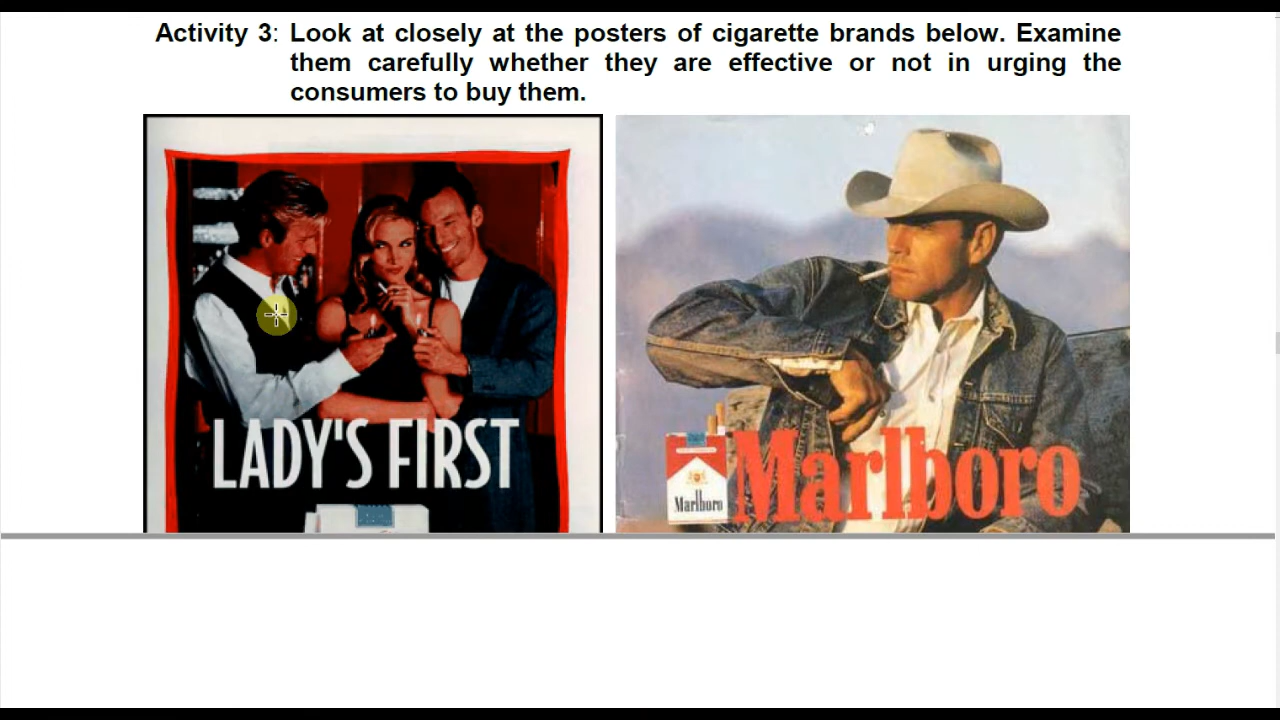 Activity 3: Look at closely at the posters of cigarette brands below. Examine
them carefully whether they are effective or not in urging the
consumers to buy them.
LADY'S FIRST
Marlboro
Marlboro